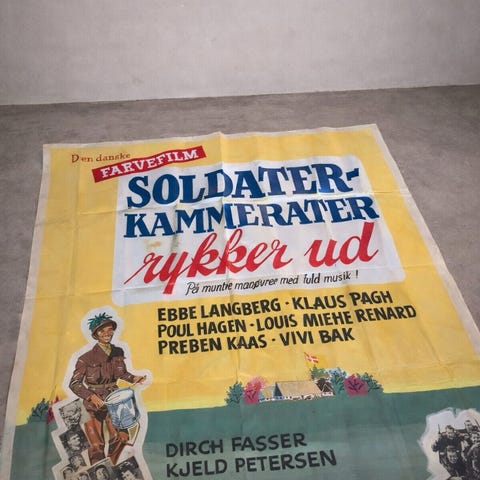 Den danske
FARVEFILM
SOLDATER-
KAMMERATER
rykker ud
På muntre manøvrer med fuld musik!
EBBE LANGBERG · KLAUS PAGH
POUL HAGEN · LOUIS MIEHE RENARD
PREBEN KAAS · VIVI BAK
DIRCH FASSER
KJELD PETERSEN